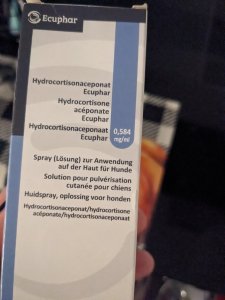 Ecuphar
Hydrocortisonaceponat
Ecuphar
Hydrocortisone
acéponate
Ecuphar
Hydrocortisonaceponaat
Ecuphar
0,584
mg/ml
Spray (Lösung) zur Anwendung
auf der Haut für Hunde
Solution pour pulvérisation
cutanée pour chiens
Huidspray, oplossing voor honden
Hydrocortisonaceponat/hydrocortisone
acéponate/hydrocortisonaceponaat